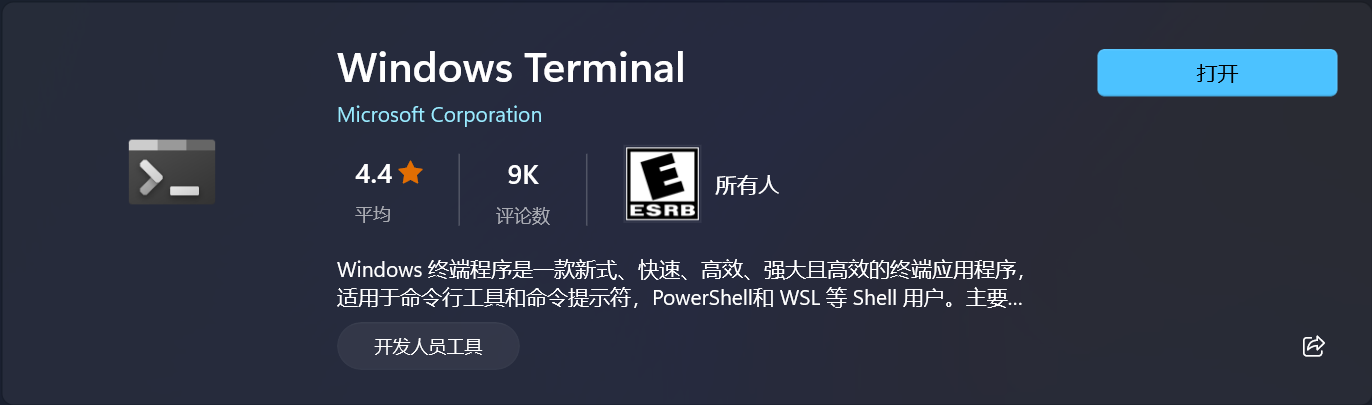 Windows Terminal
打开
Microsoft Corporation
4.4
9K
E
ESRB
所有人
平均
评论数
Windows 终端程序是一款新式、快速、高效、强大且高效的终端应用程序，
适用于命令行工具和命令提示符，PowerShell和 WSL 等 Shell 用户。主要...
开发人员工具